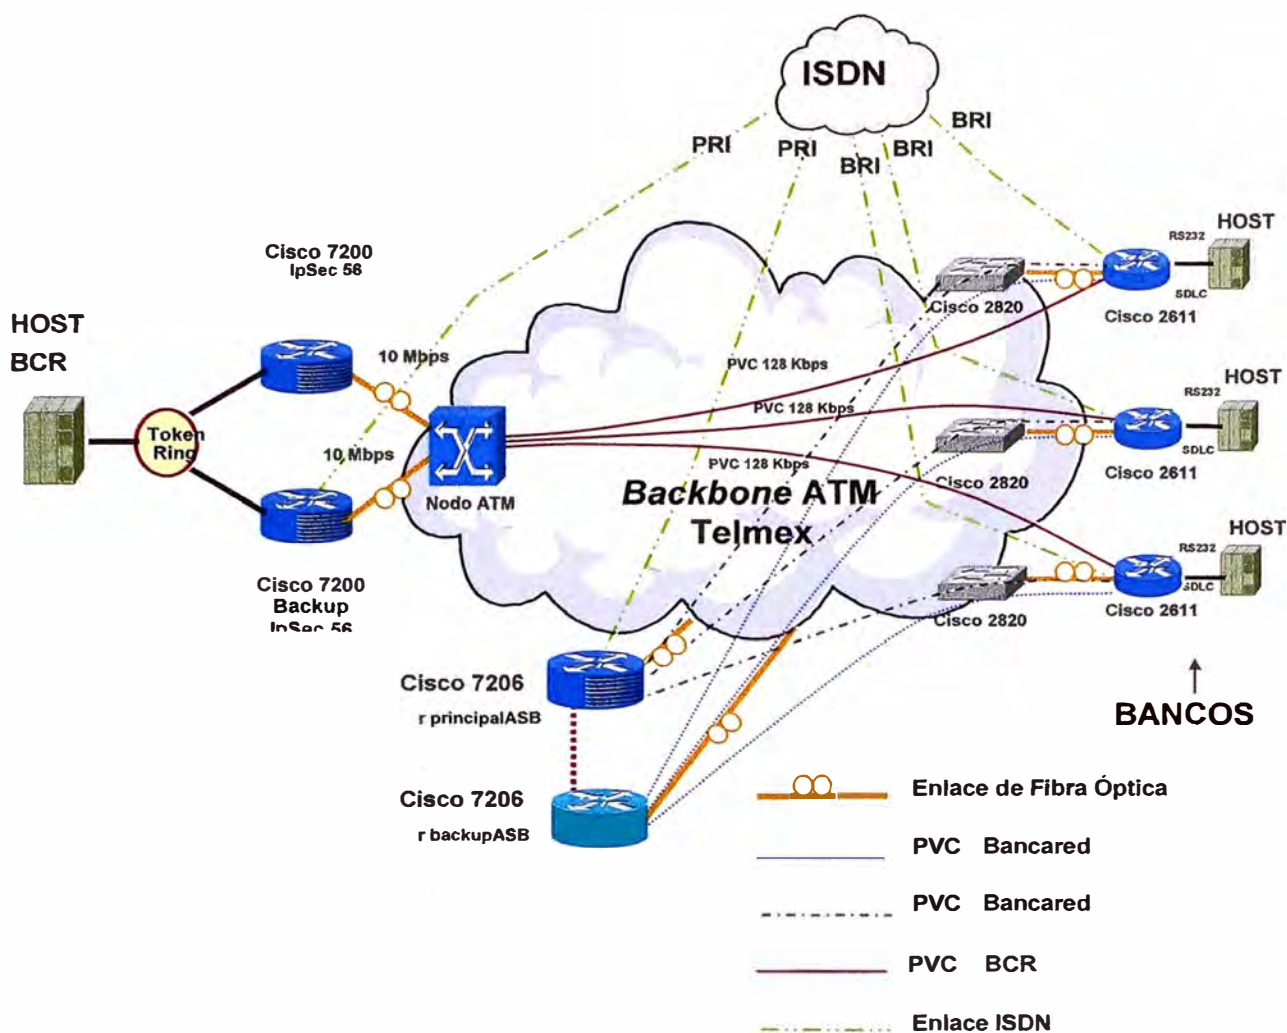 ISDN
PRI
PRI
BRI
BRI
BRI
Cisco 7200
IpSec 56
HOST
BCR
10 Mbps
Token
Ring
10 Mbps
Nodo ATM
Cisco 7200
Backup
IpSec 56
PVC 128 Kbps
PVC 128 Kbps
PVC 128 Kbps
Backbone ATM
Telmex
Cisco 2820
RS232
HOST
SDLC
Cisco 2611
Cisco 2820
RS232
HOST
SDLC
Cisco 2611
Cisco 2820
RS232
HOST
SDLC
Cisco 2611
BANCOS
Cisco 7206
r principalASB
Cisco 7206
r backupASB
Enlace de Fibra Óptica
PVC Bancared
PVC Bancared
PVC BCR
Enlace ISDN